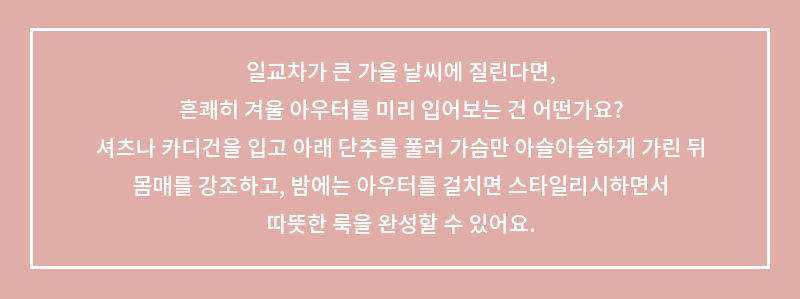 일교차가 큰 가을 날씨에 질린다면,
흔쾌히 겨울 아우터를 미리 입어보는 건 어떤가요?
셔츠나 카디건을 입고 아래 단추를 풀러 가슴만 아슬아슬하게 가린 뒤
몸매를 강조하고, 밤에는 아우터를 걸치면 스타일리시하면서
따뜻한 룩을 완성할 수 있어요.